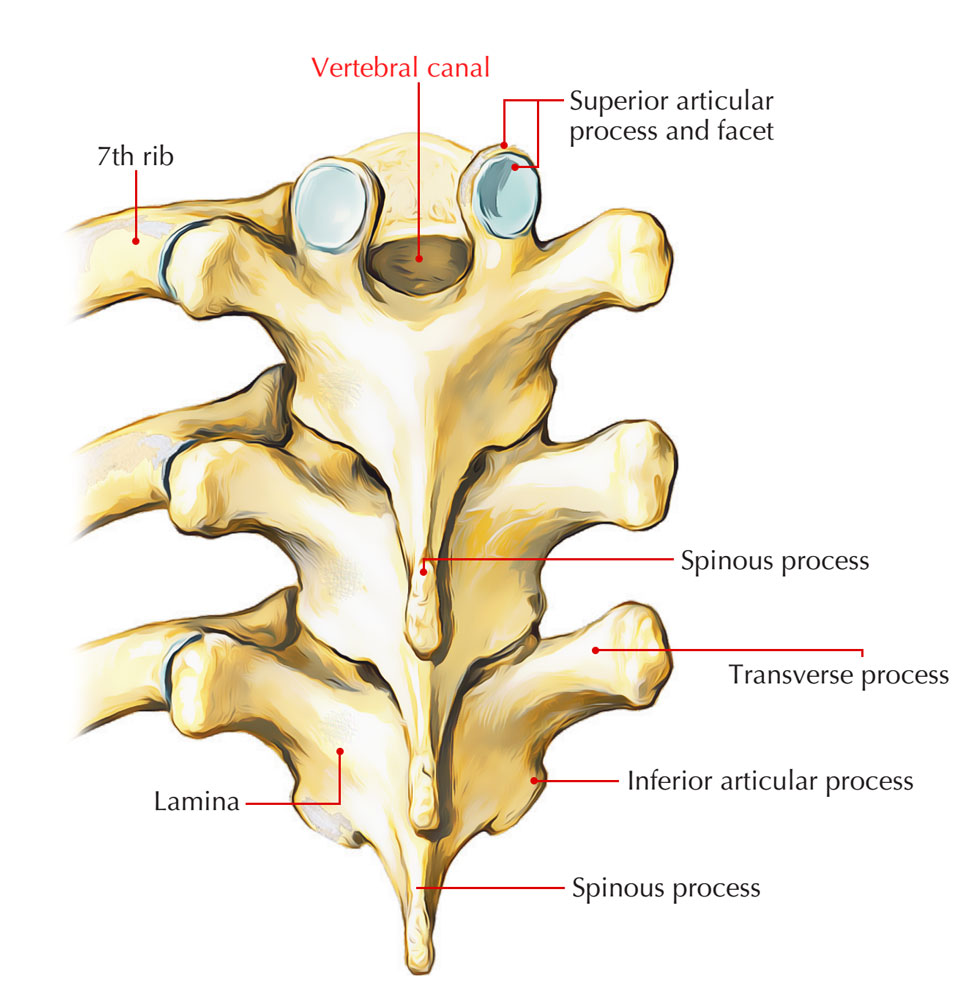 Vertebral canal
Superior articular
process and facet
7th rib
Spinous process
Transverse process
Inferior articular process
Lamina
Spinous process